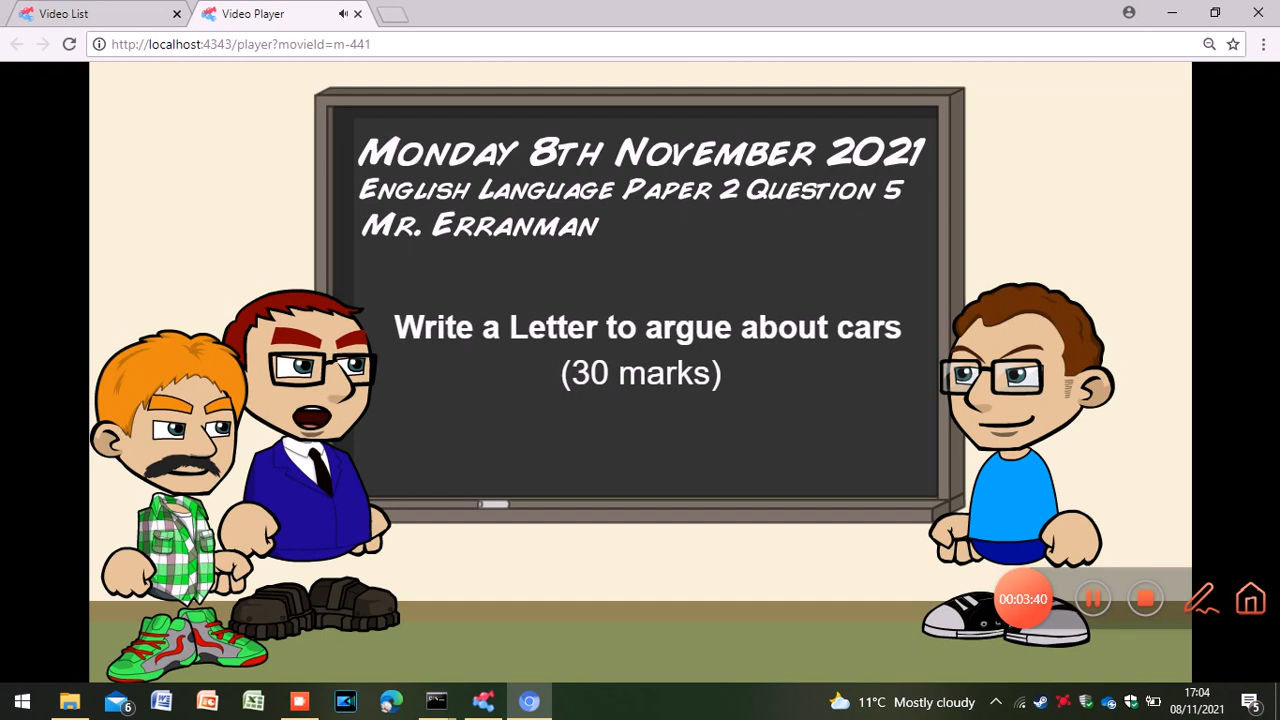 Video List
Video Player
http://localhost:4343/player?movieId=m-441
Monday 8th November 2021
English Language Paper 2 Question 5
Mr. Erranman
Write a Letter to argue about cars
(30 marks)
00:03:40
6
11°C Mostly cloudy
17:04
08/11/2021
5